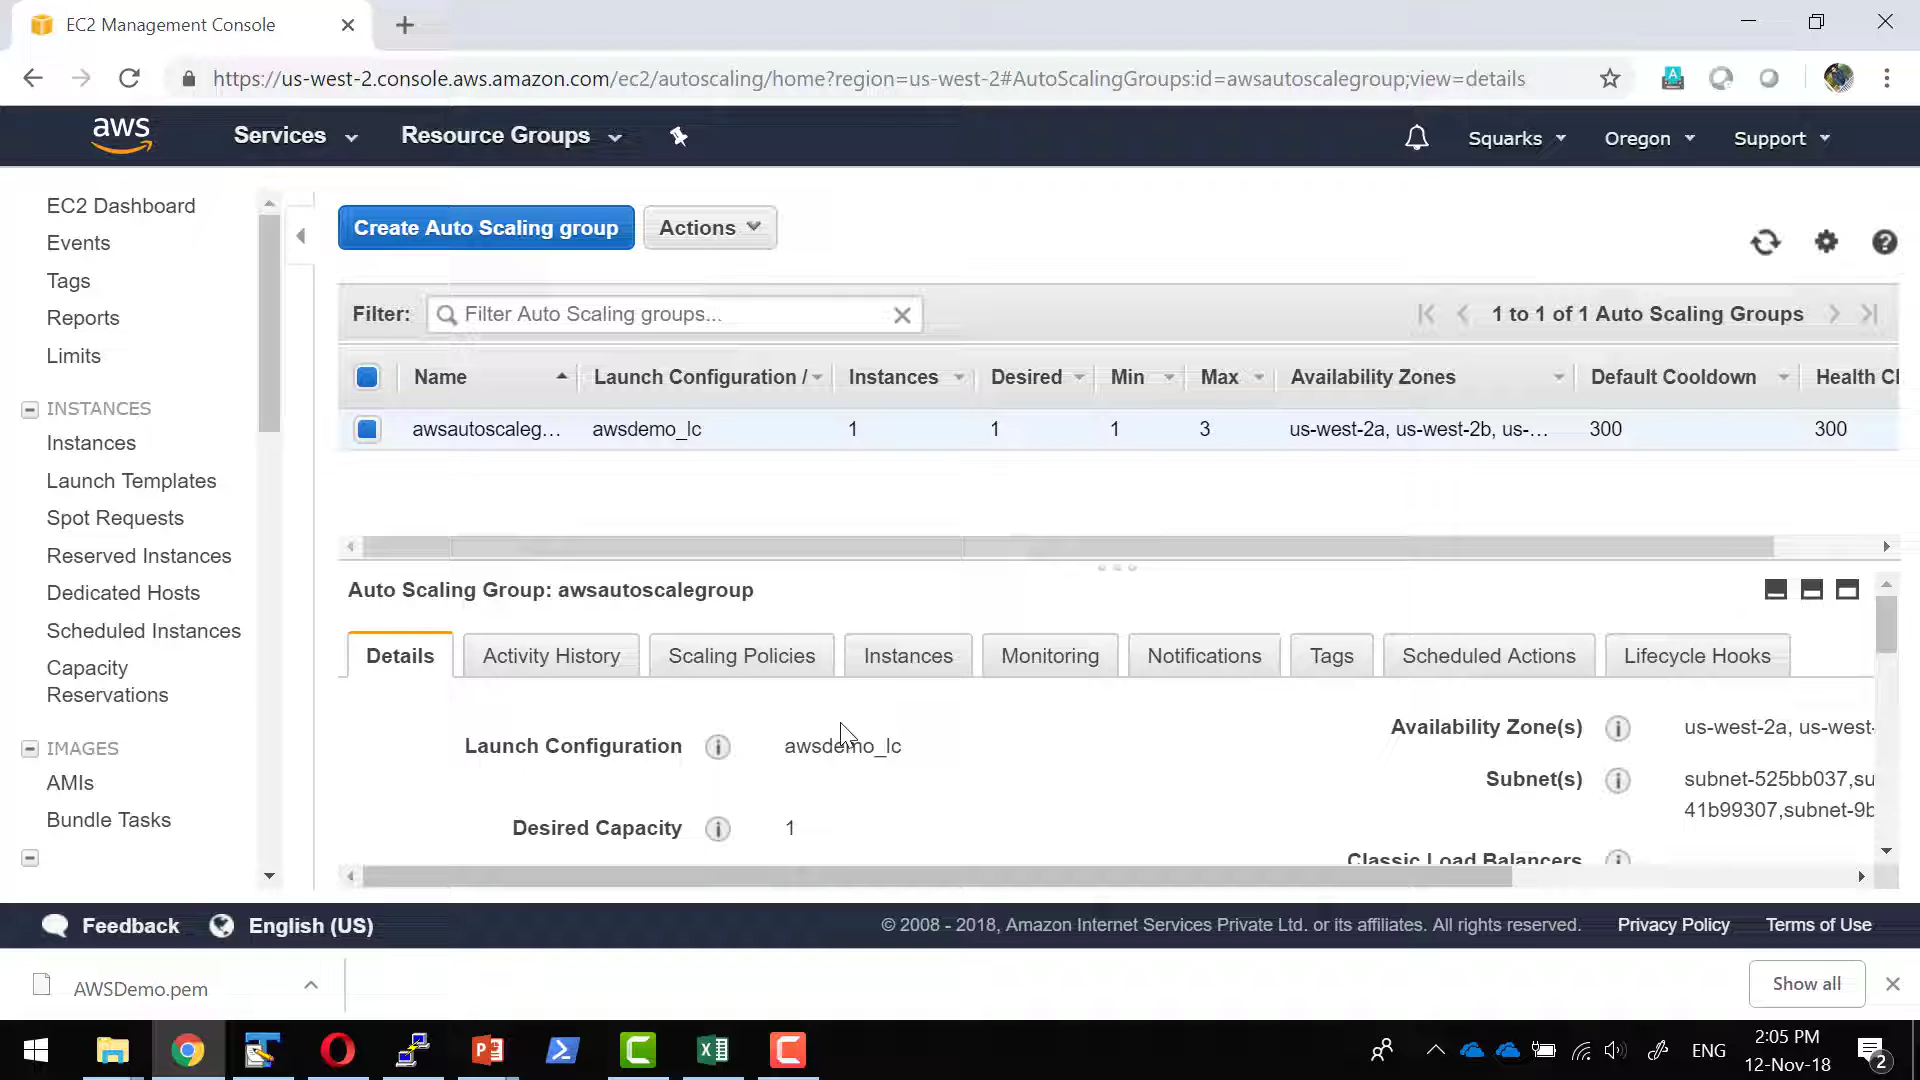 EC2 Management Console
https://us-west-2.console.aws.amazon.com/ec2/autoscaling/home?region=us-west-2#AutoScalingGroups:id=awsautoscalegroup;view=details
aws
Services
Resource Groups
Squarks
Oregon
Support
EC2 Dashboard
Events
Tags
Reports
Limits
INSTANCES
Instances
Launch Templates
Spot Requests
Reserved Instances
Dedicated Hosts
Scheduled Instances
Capacity
Reservations
IMAGES
AMIs
Bundle Tasks
Create Auto Scaling group
Actions
Filter:
Filter Auto Scaling groups...
1 to 1 of 1 Auto Scaling Groups
Name
Launch Configuration /
Instances
Desired
Min
Max
Availability Zones
Default Cooldown
Health Cl
awsautoscaleg...
awsdemo_lc
1
1
1
3
us-west-2a, us-west-2b, us-...
300
300
Auto Scaling Group: awsautoscalegroup
Details
Activity History
Scaling Policies
Instances
Monitoring
Notifications
Tags
Scheduled Actions
Lifecycle Hooks
Launch Configuration
awsdemo_lc
Desired Capacity
1
Availability Zone(s)
us-west-2a, us-west-
Subnet(s)
subnet-525bb037,su
41b99307,subnet-9b
Classic Load Balancers
Feedback
English (US)
© 2008 - 2018, Amazon Internet Services Private Ltd. or its affiliates. All rights reserved.
Privacy Policy
Terms of Use
AWSDemo.pem
Show all
ENG
2:05 PM
12-Nov-18
2